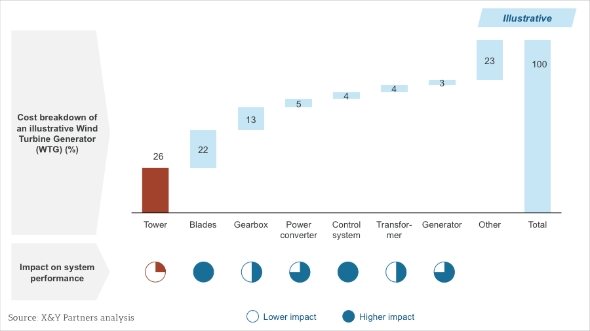 Illustrative
Cost breakdown of
an illustrative Wind
Turbine Generator
(WTG) (%)
26
22
13
5
4
4
3
23
100
Tower
Blades
Gearbox
Power
converter
Control
system
Transfor-
mer
Generator
Other
Total
Impact on system
performance
Source: X&Y Partners analysis
Lower impact
Higher impact